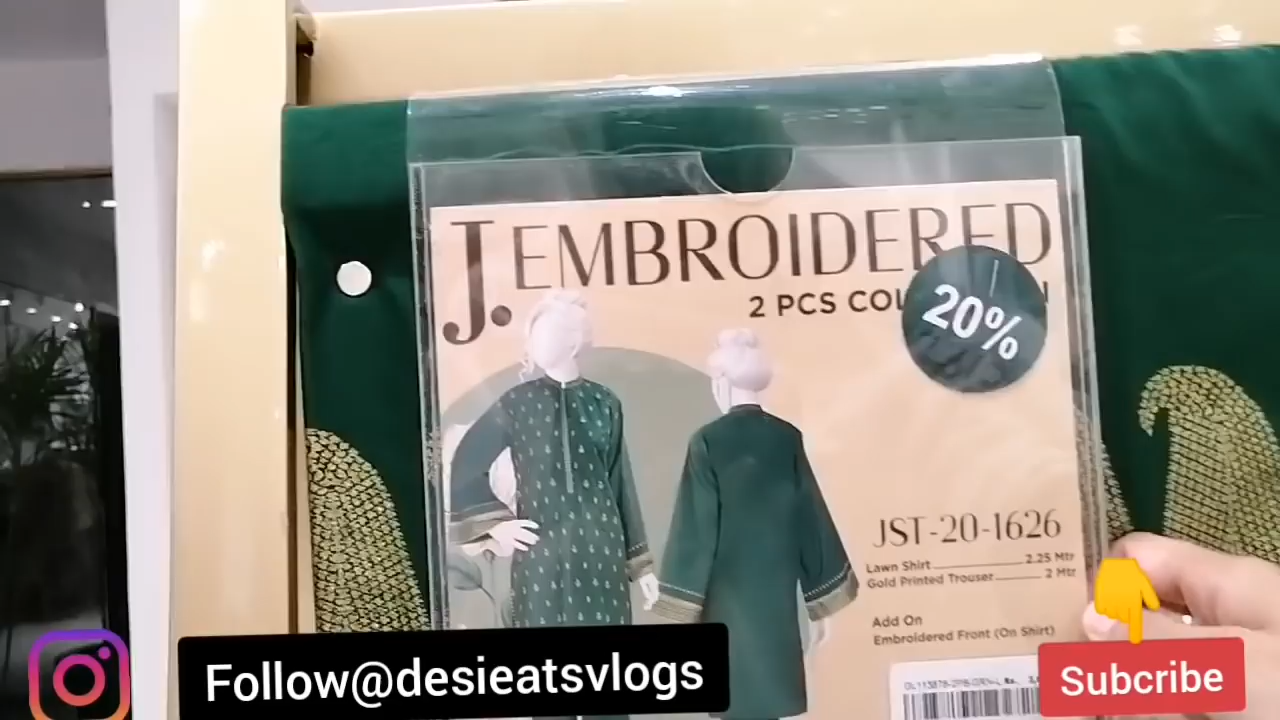 J. EMBROIDERED
2 PCS
20%
JST-20-1626
Lawn Shirt 2.25 Mtr
Gold Printed Trouser 2 Mtr
Add On
Embroidered Front (On Shirt)
Follow@desieatsvlogs
Subcribe